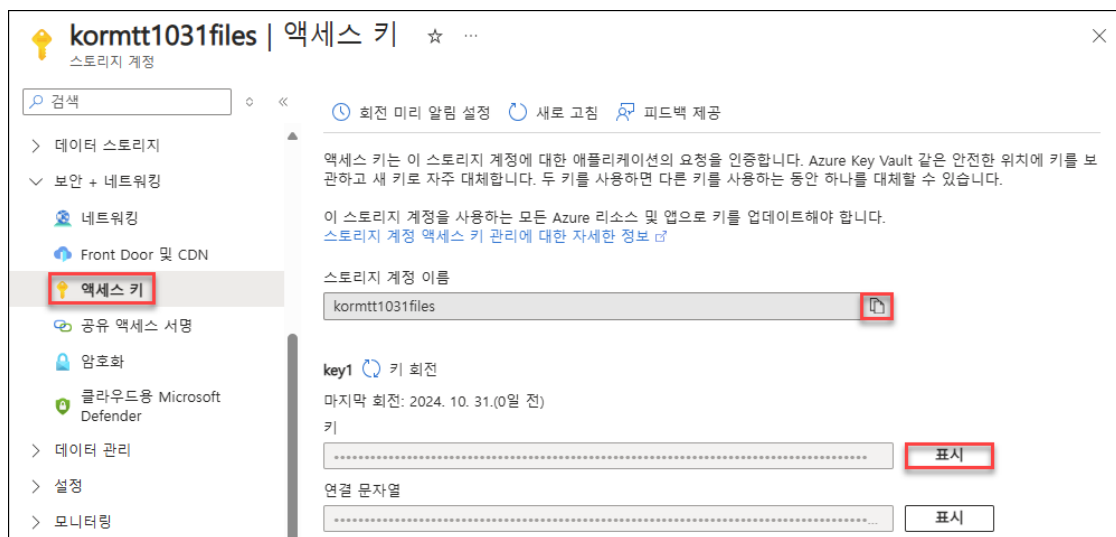 kormtt1031files | 액세스 키
스토리지 계정
검색
데이터 스토리지
보안 + 네트워킹
네트워킹
Front Door 및 CDN
액세스 키
공유 액세스 서명
암호화
클라우드용 Microsoft
Defender
데이터 관리
설정
모니터링
회전 미리 알림 설정 새로 고침 피드백 제공
액세스 키는 이 스토리지 계정에 대한 애플리케이션의 요청을 인증합니다. Azure Key Vault 같은 안전한 위치에 키를 보
관하고 새 키로 자주 대체합니다. 두 키를 사용하면 다른 키를 사용하는 동안 하나를 대체할 수 있습니다.
이 스토리지 계정을 사용하는 모든 Azure 리소스 및 앱으로 키를 업데이트해야 합니다.
스토리지 계정 액세스 키 관리에 대한 자세한 정보
스토리지 계정 이름
kormtt1031files
key1 키 회전
마지막 회전: 2024. 10. 31.(0일 전)
키
표시
연결 문자열
표시